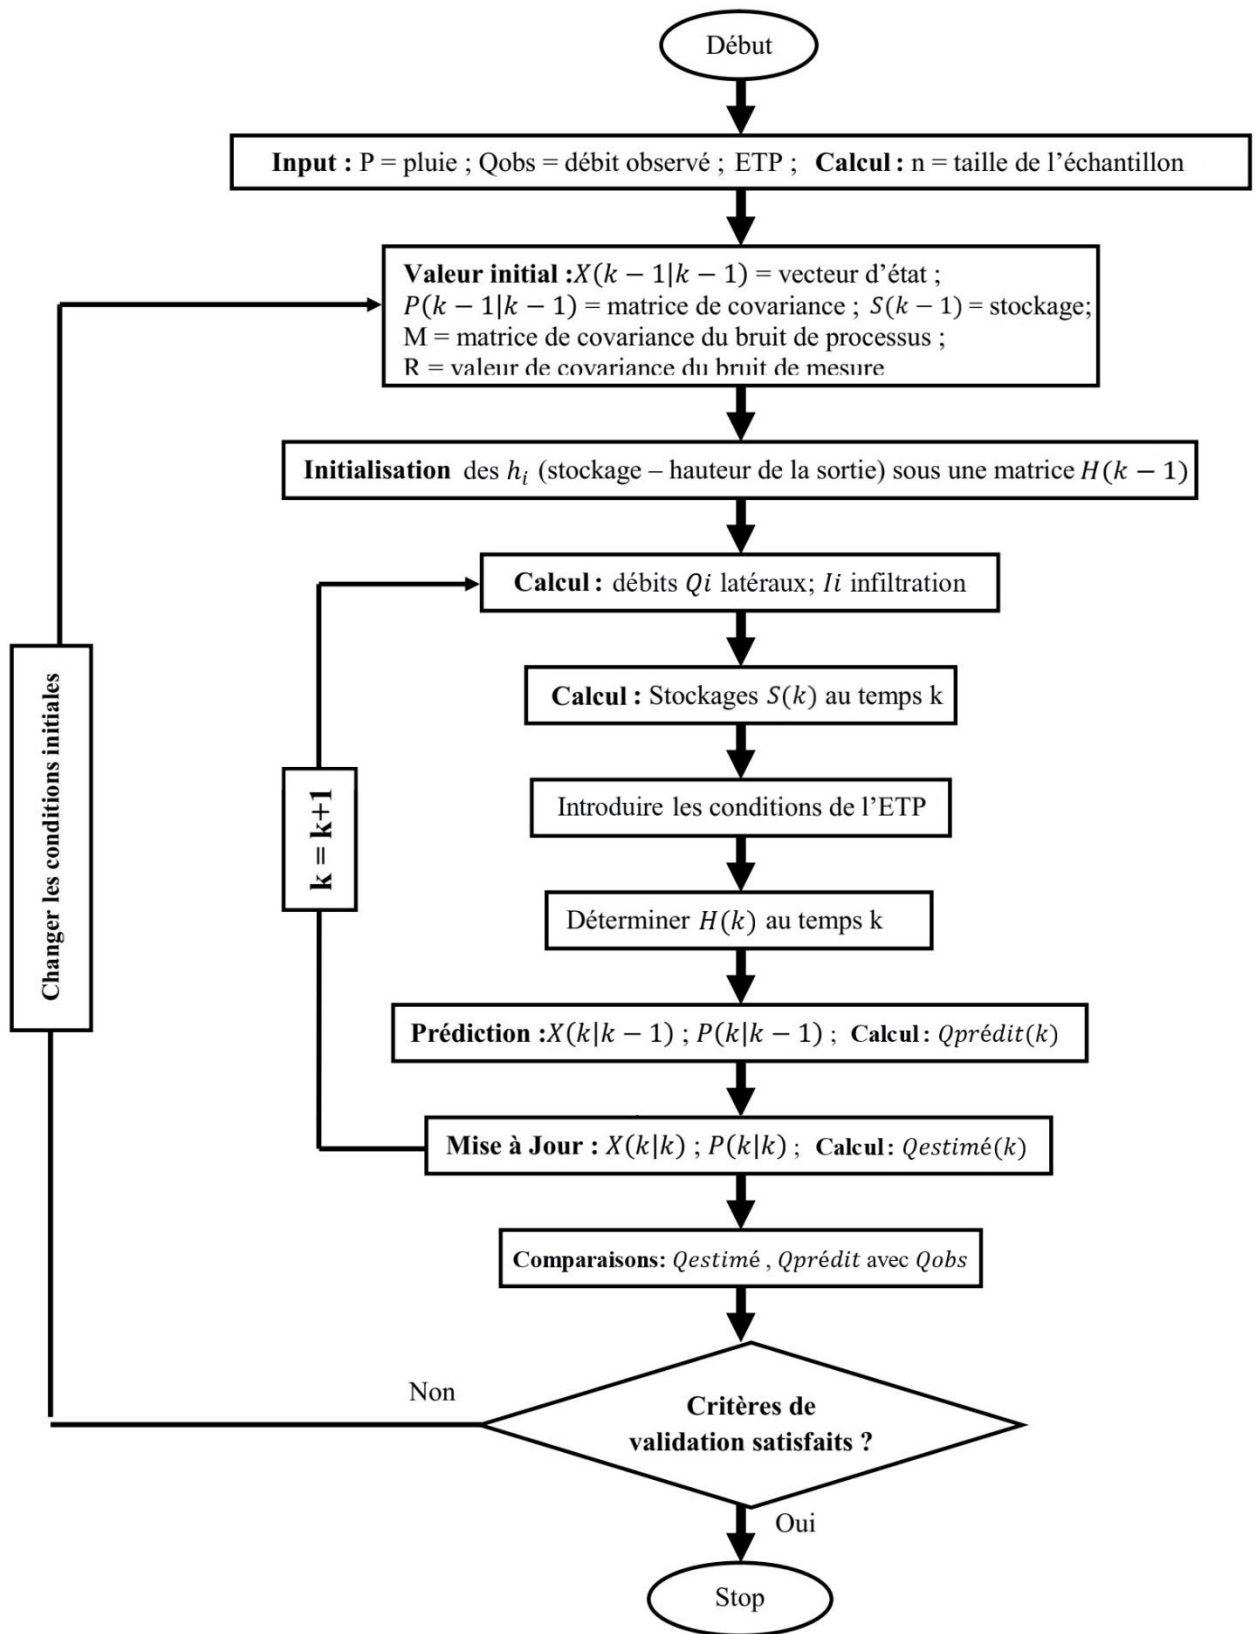 Début
Input : P = pluie ; Qobs = débit observé ; ETP ; Calcul : n = taille de l'échantillon
Valeur initial :X(k − 1|k − 1) = vecteur d'état ;
P(k − 1|k − 1) = matrice de covariance ; S(k − 1) = stockage;
M = matrice de covariance du bruit de processus ;
R = valeur de covariance du bruit de mesure
Initialisation des hᵢ (stockage – hauteur de la sortie) sous une matrice H(k − 1)
Calcul : débits Qi latéraux; Ii infiltration
Calcul : Stockages S(k) au temps k
Introduire les conditions de l'ETP
Déterminer H(k) au temps k
Prédiction :X(k|k − 1) ; P(k|k − 1) ; Calcul : Qprédit(k)
Mise à Jour : X(k|k) ; P(k|k) ; Calcul : Qestimé(k)
k = k+1
Comparaisons: Qestimé , Qprédit avec Qobs
Critères de
validation satisfaits ?
Non
Changer les conditions initiales
Oui
Stop